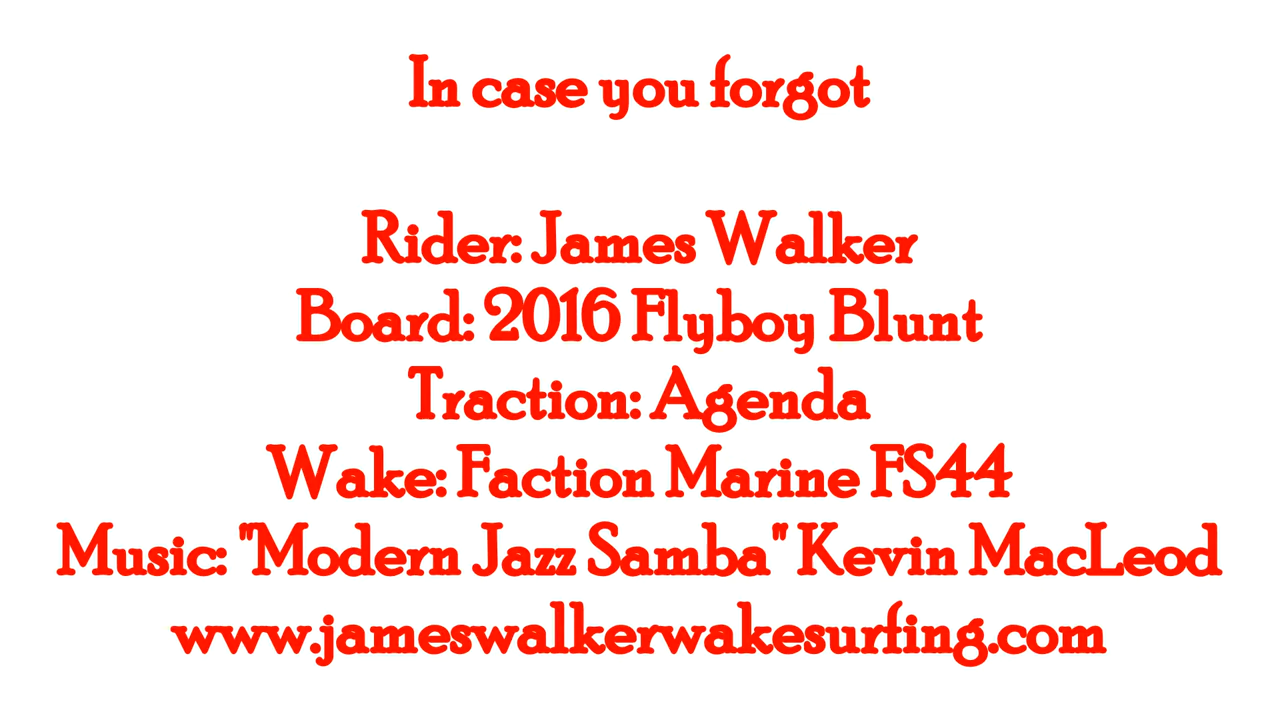 In case you forgot
Rider: James Walker
Board: 2016 Flyboy Blunt
Traction: Agenda
Wake: Faction Marine FS44
Music: "Modern Jazz Samba" Kevin MacLeod
www.jameswalkerwakesurfing.com